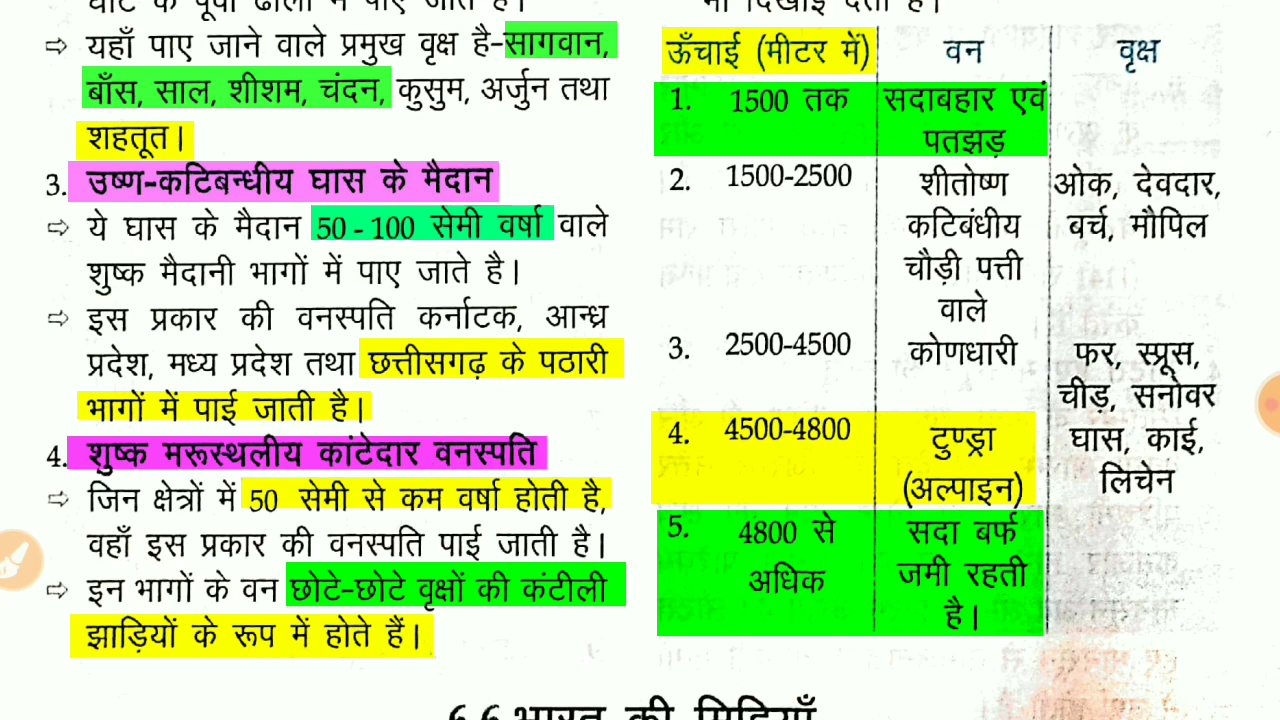 घाट के पूर्वी ढालों में पाए जाते है।
⇨ यहाँ पाए जाने वाले प्रमुख वृक्ष है-सागवान,
बाँस, साल, शीशम, चंदन, कुसुम, अर्जुन तथा
शहतूत।
3. उष्ण-कटिबन्धीय घास के मैदान
⇨ ये घास के मैदान 50 - 100 सेमी वर्षा वाले
शुष्क मैदानी भागों में पाए जाते है।
⇨ इस प्रकार की वनस्पति कर्नाटक, आन्ध्र
प्रदेश, मध्य प्रदेश तथा छत्तीसगढ़ के पठारी
भागों में पाई जाती है।
4. शुष्क मरूस्थलीय कांटेदार वनस्पति
⇨ जिन क्षेत्रों में 50 सेमी से कम वर्षा होती है,
वहाँ इस प्रकार की वनस्पति पाई जाती है।
⇨ इन भागों के वन छोटे-छोटे वृक्षों की कंटीली
झाड़ियों के रूप में होते हैं।
भी दिखाई देती है।
ऊँचाई (मीटर में) वन वृक्ष
1. 1500 तक सदाबहार एवं
पतझड़
2. 1500-2500 शीतोष्ण ओक, देवदार,
कटिबंधीय बर्च, मौपिल
चौड़ी पत्ती
वाले
3. 2500-4500 कोणधारी फर, स्प्रूस,
चीड़, सनोवर
4. 4500-4800 टुण्ड्रा घास, काई,
(अल्पाइन) लिचेन
5. 4800 से सदा बर्फ
अधिक जमी रहती
है।
6.6 भारत की मिट्टियाँ